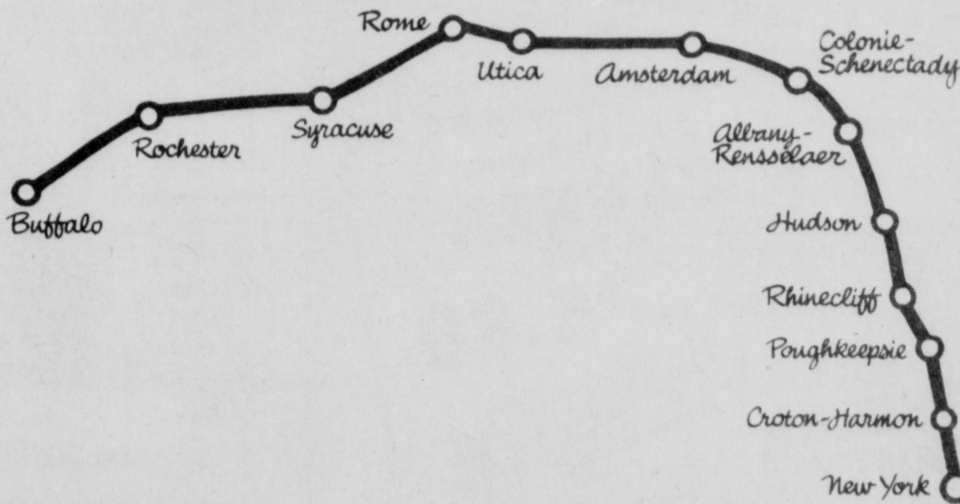 Rome
Utica
Amsterdam
Colonie-
Schenectady
Syracuse
Rochester
Buffalo
Albany-
Rensselaer
Hudson
Rhinecliff
Poughkeepsie
Croton-Harmon
New York